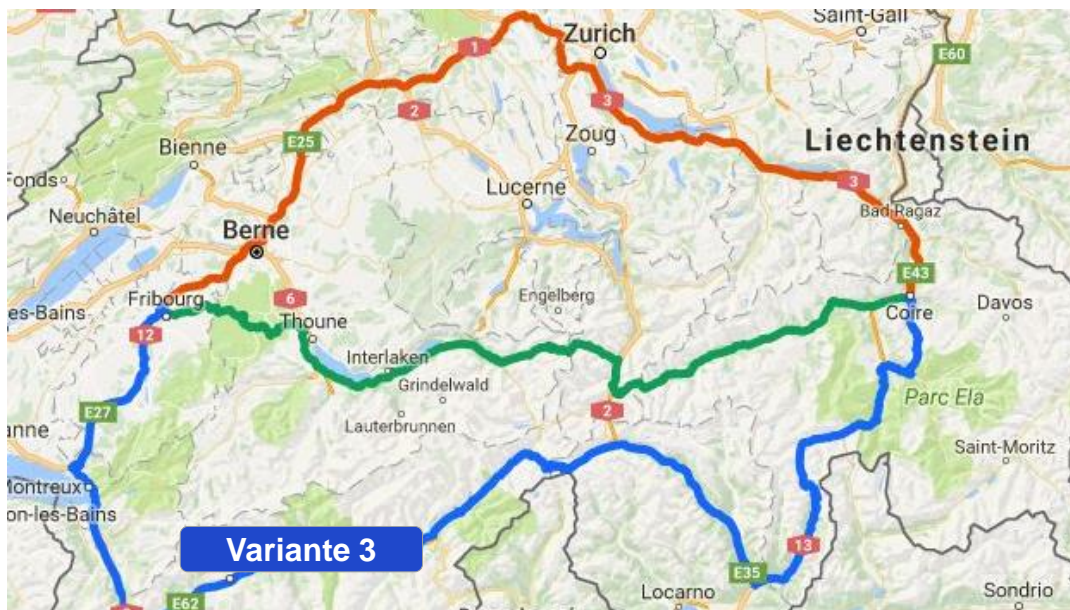 Saint-Gall
Zurich
E60
1
3
2
Zoug
Liechtenstein
E25
Bienne
3
Fonds
Lucerne
Neuchâtel
Bad Ragaz
Berne
E43
es-Bains
Fribourg
6
Engelberg
Coire
Davos
12
Thoune
Interlaken
Grindelwald
E27
2
Parc Ela
Lauterbrunnen
anne
Saint-Moritz
Montreux
on-les-Bains
Variante 3
13
E35
E62
Locarno
Sondrio